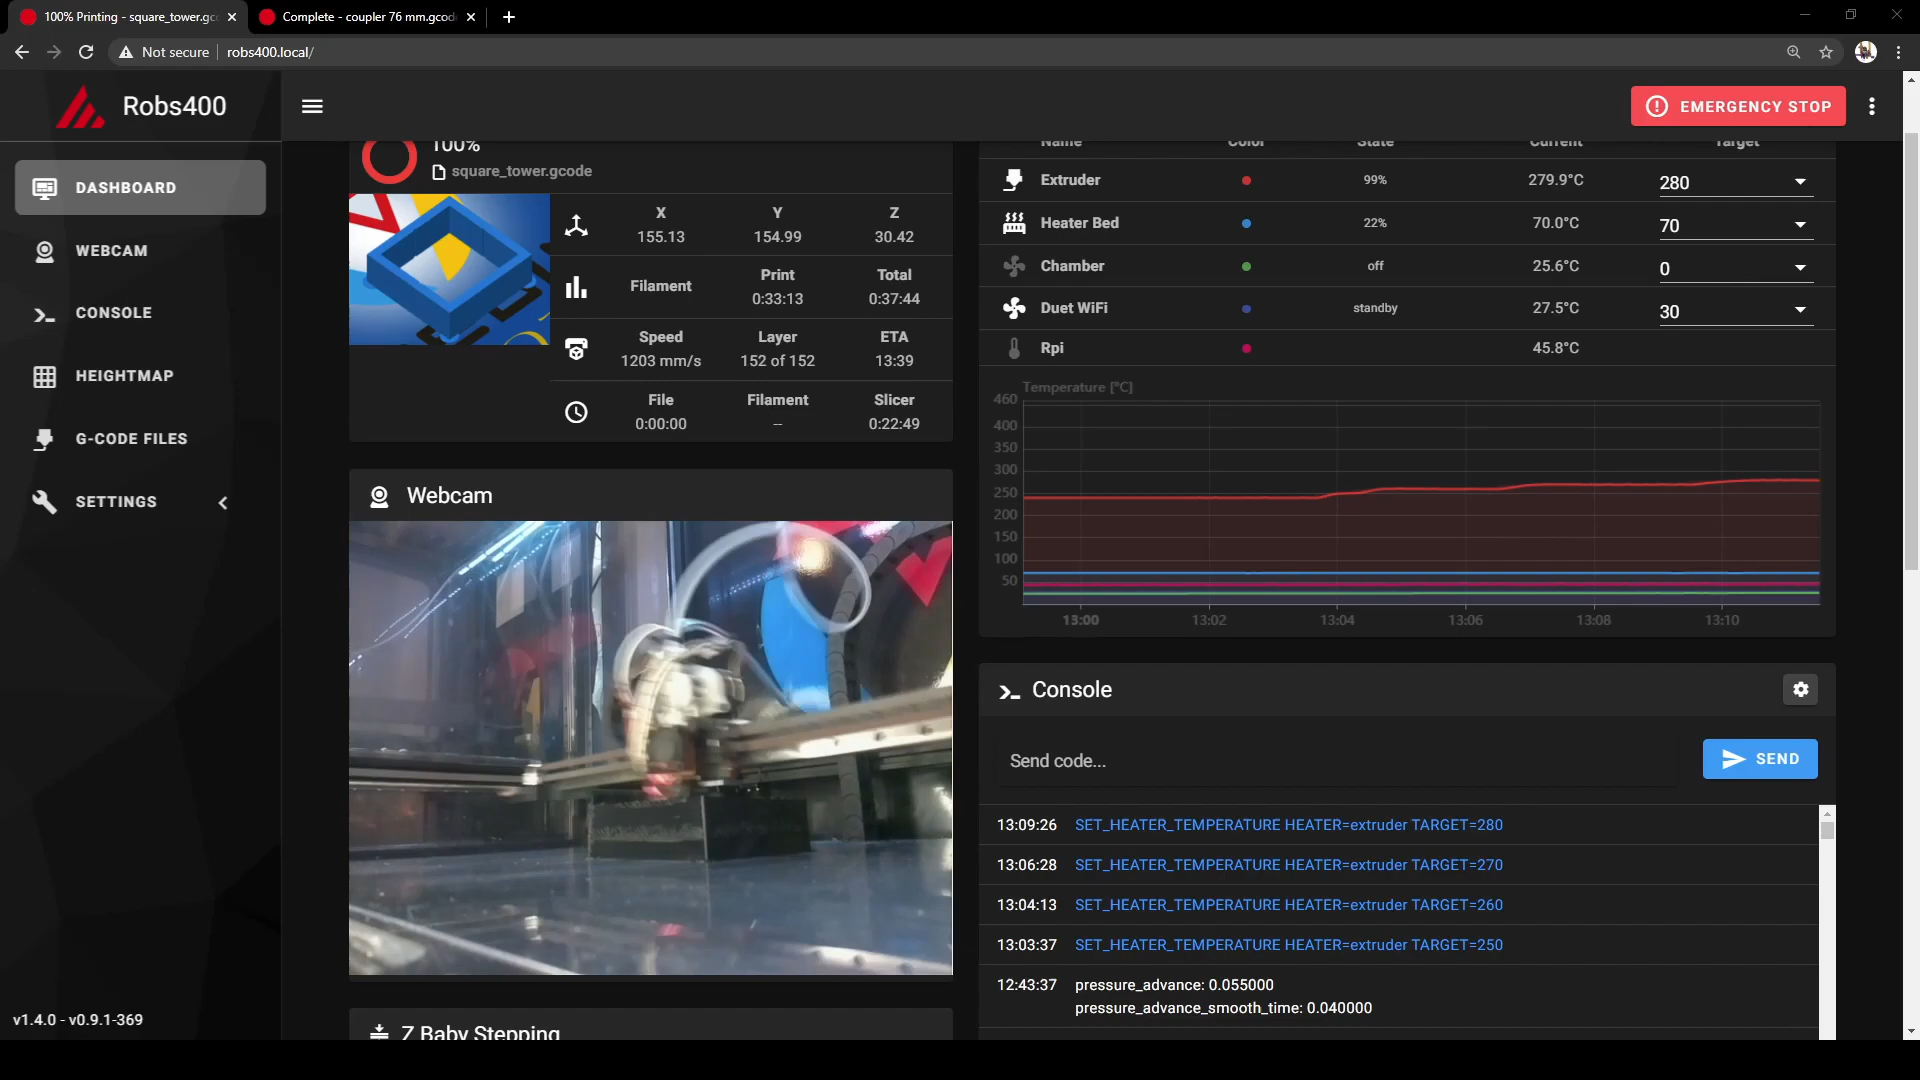 100% Printing - square_tower.gc
Complete - coupler 76 mm.gcod
Not secure
robs400.local/
Robs400
EMERGENCY STOP
DASHBOARD
WEBCAM
CONSOLE
HEIGHTMAP
G-CODE FILES
SETTINGS
v1.4.0 - v0.9.1-369
100%
square_tower.gcode
X Y Z
155.13 154.99 30.42
Filament Print Total
0:33:13 0:37:44
Speed Layer ETA
1203 mm/s 152 of 152 13:39
File Filament Slicer
0:00:00 -- 0:22:49
Webcam
Z Baby Stepping
Name Color State Current Target
Extruder 99% 279.9°C 280
Heater Bed 22% 70.0°C 70
Chamber off 25.6°C 0
Duet WiFi standby 27.5°C 30
Rpi 45.8°C
Temperature [°C]
460
400
350
300
250
200
150
100
50
13:00 13:02 13:04 13:06 13:08 13:10
Console
Send code...
SEND
13:09:26 SET_HEATER_TEMPERATURE HEATER=extruder TARGET=280
13:06:28 SET_HEATER_TEMPERATURE HEATER=extruder TARGET=270
13:04:13 SET_HEATER_TEMPERATURE HEATER=extruder TARGET=260
13:03:37 SET_HEATER_TEMPERATURE HEATER=extruder TARGET=250
12:43:37 pressure_advance: 0.055000
pressure_advance_smooth_time: 0.040000